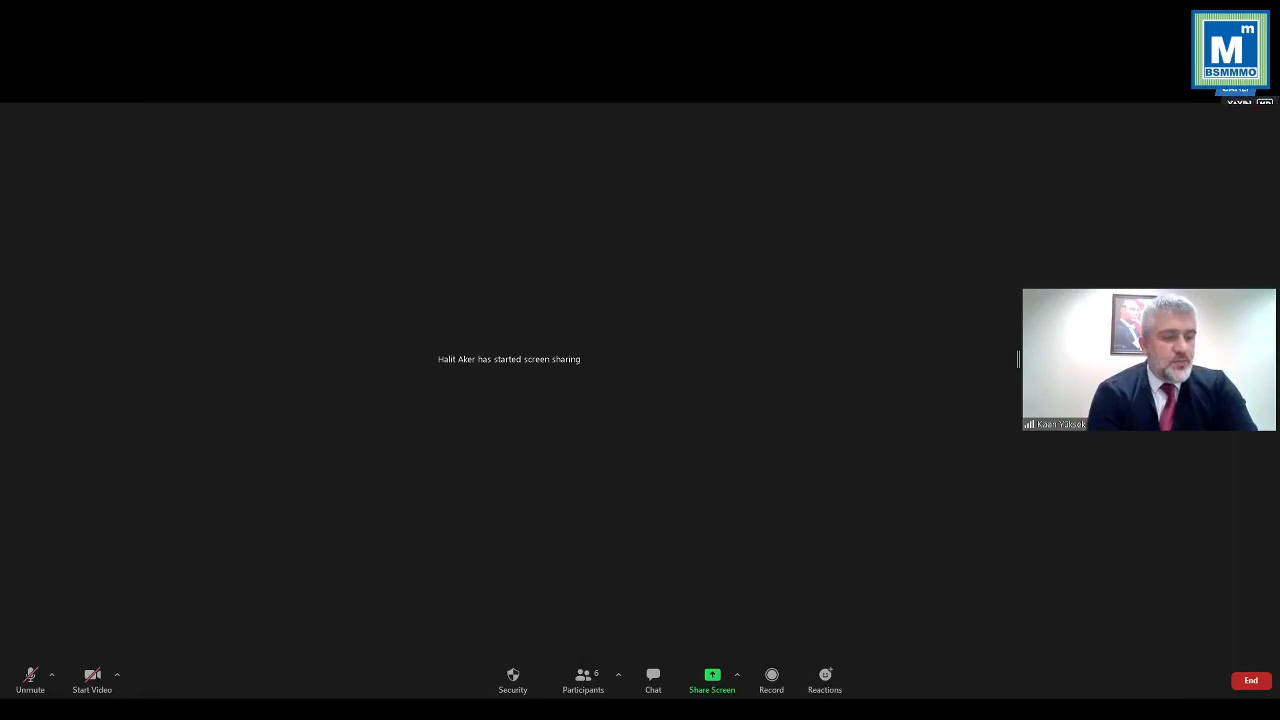 Mm
BSMMMO
Halit Aker has started screen sharing
Kaan Yüksek
Unmute
Start Video
Security
6
Participants
Chat
Share Screen
Record
Reactions
End